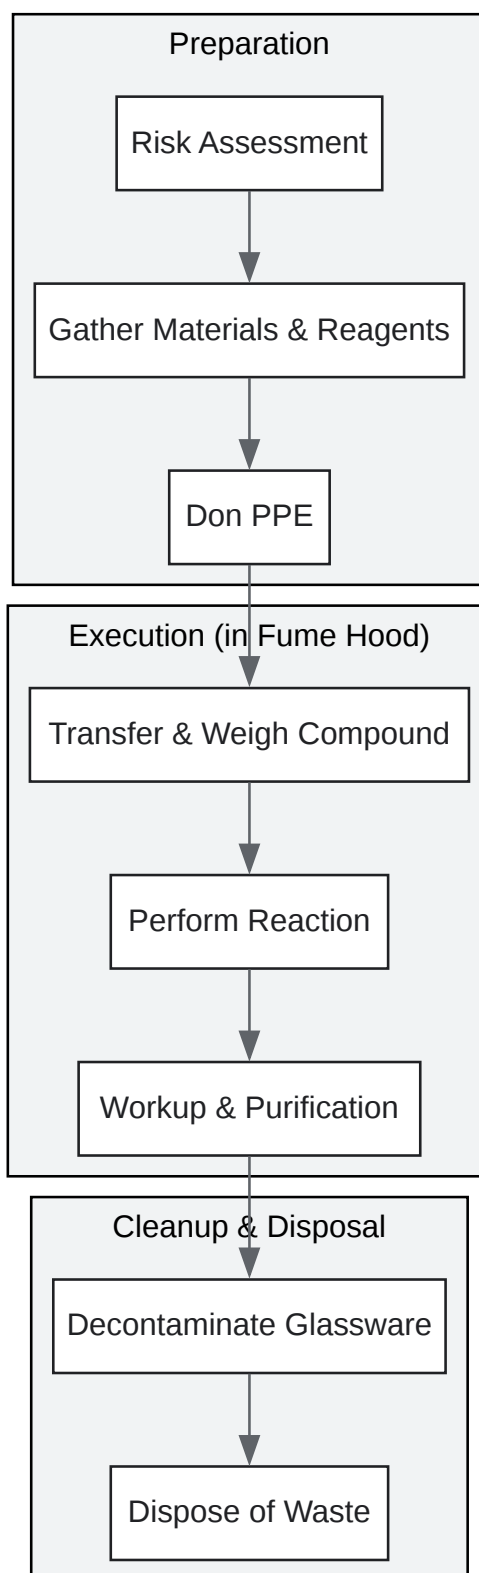 Preparation
Risk Assessment
Gather Materials & Reagents
Don PPE
Execution (in Fume Hood)
Transfer & Weigh Compound
Perform Reaction
Workup & Purification
Cleanup & Disposal
Decontaminate Glassware
Dispose of Waste